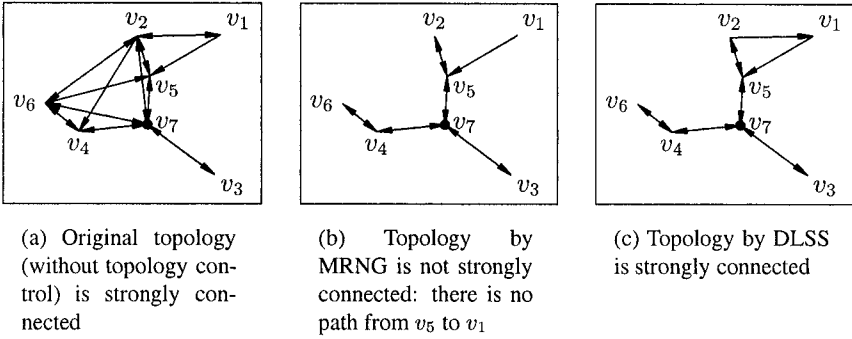 v2 v1
v5
v6
v7
v4
v3
v2 v1
v5
v6
v7
v4
v3
v2 v1
v5
v6
v7
v4
v3
(a) Original topology
(without topology con-
trol) is strongly con-
nected
(b) Topology by
MRNG is not strongly
connected: there is no
path from v5 to v1
(c) Topology by DLSS
is strongly connected